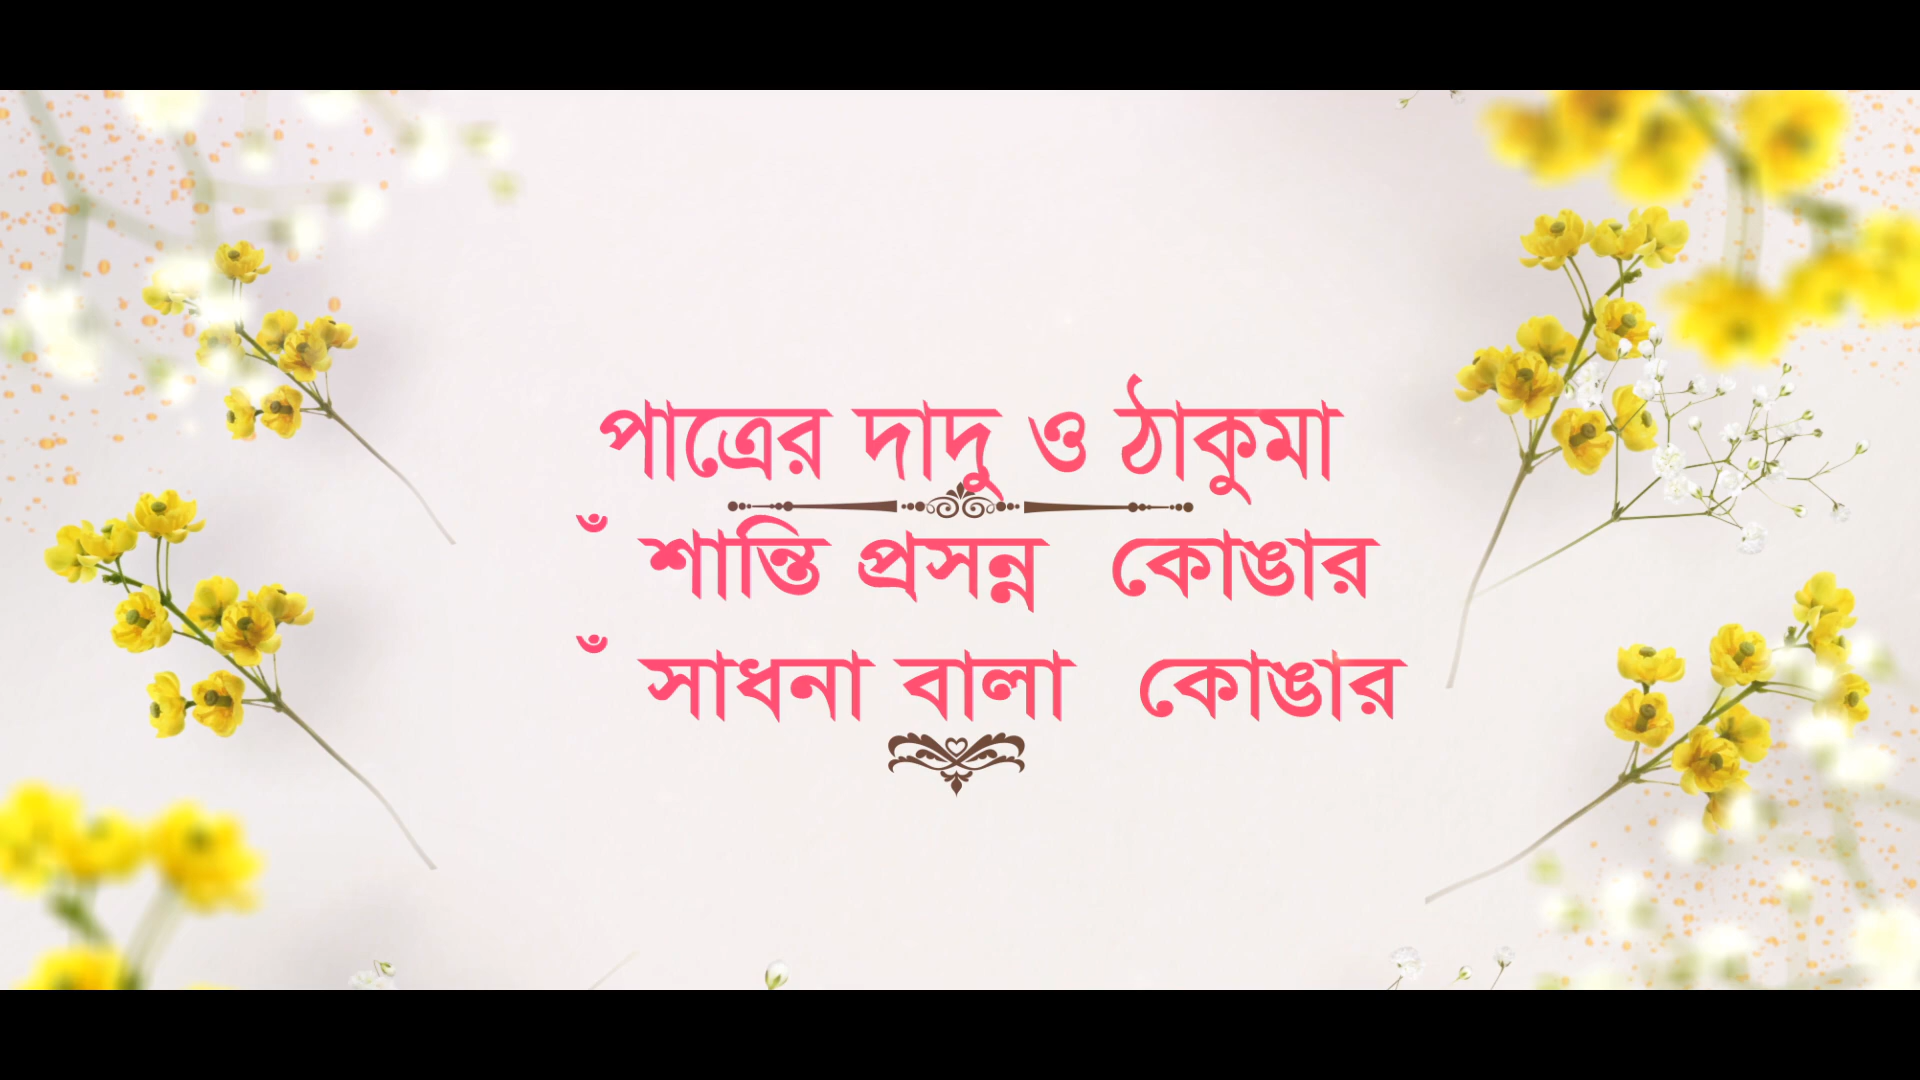 পাত্রের দাদু ও ঠাকুমা
ঁ শান্তি প্রসন্ন কোঙার
ঁ সাধনা বালা কোঙার